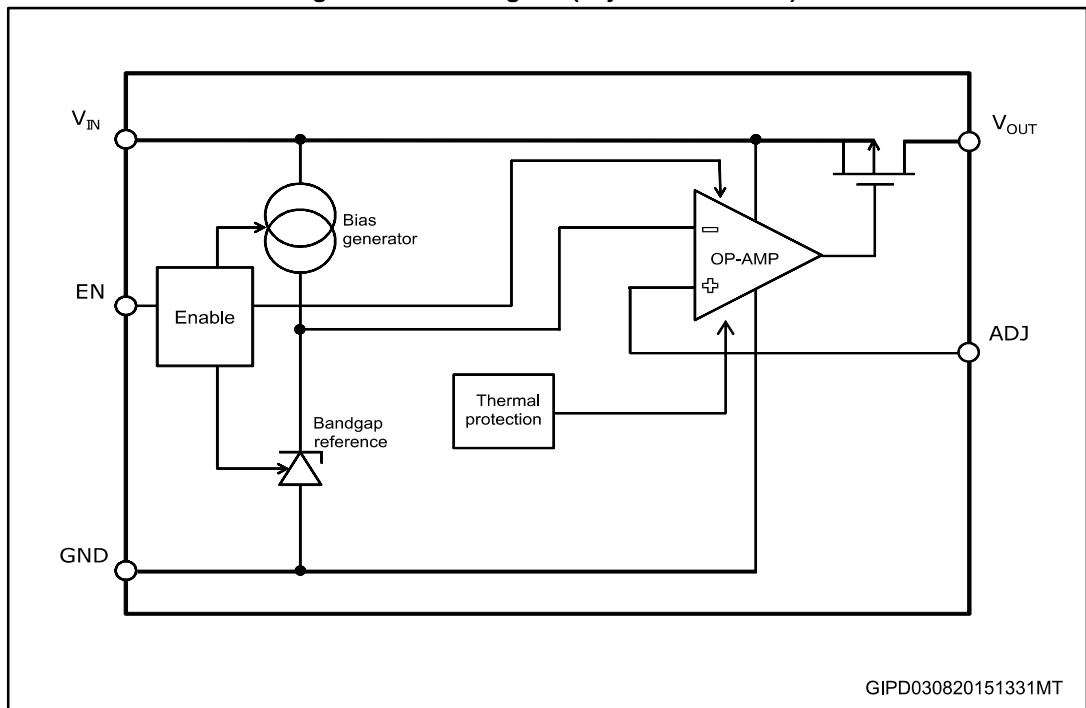 V_IN
V_OUT
Bias
generator
OP-AMP
EN
Enable
ADJ
Thermal
protection
Bandgap
reference
GND
GIPD030820151331MT